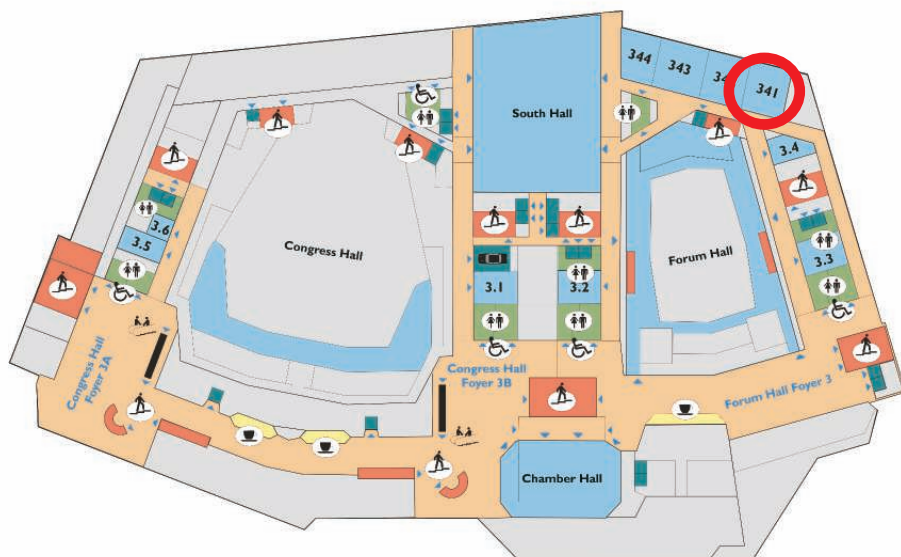 344
343
34
341
South Hall
3.4
3.6
3.5
Congress Hall
Forum Hall
3.3
3.1
3.2
Congress Hall
Foyer 3A
Congress Hall
Foyer 3B
Forum Hall Foyer 3
Chamber Hall